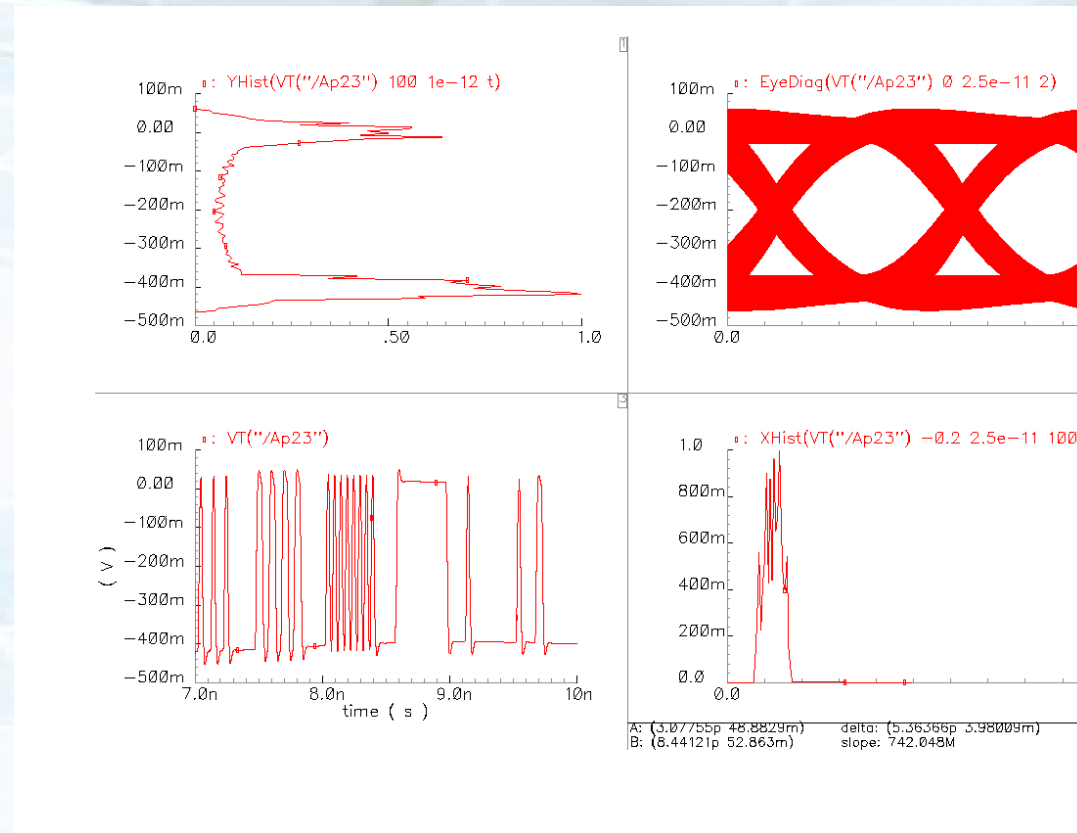 1
▯: YHist(VT("/Ap23") 100 1e-12 t)
100m
0.00
-100m
-200m
-300m
-400m
-500m
0.0 .50 1.0
▯: EyeDiag(VT("/Ap23") 0 2.5e-11 2)
100m
0.00
-100m
-200m
-300m
-400m
-500m
0.0
3
▯: VT("/Ap23")
100m
0.00
-100m
-200m
-300m
-400m
-500m
( V )
7.0n 8.0n 9.0n 10n
time ( s )
▯: XHist(VT("/Ap23") -0.2 2.5e-11 100
1.0
800m
600m
400m
200m
0.0
0.0
A: (3.07755p 48.8829m) delta: (5.36366p 3.98009m)
B: (8.44121p 52.863m) slope: 742.048M